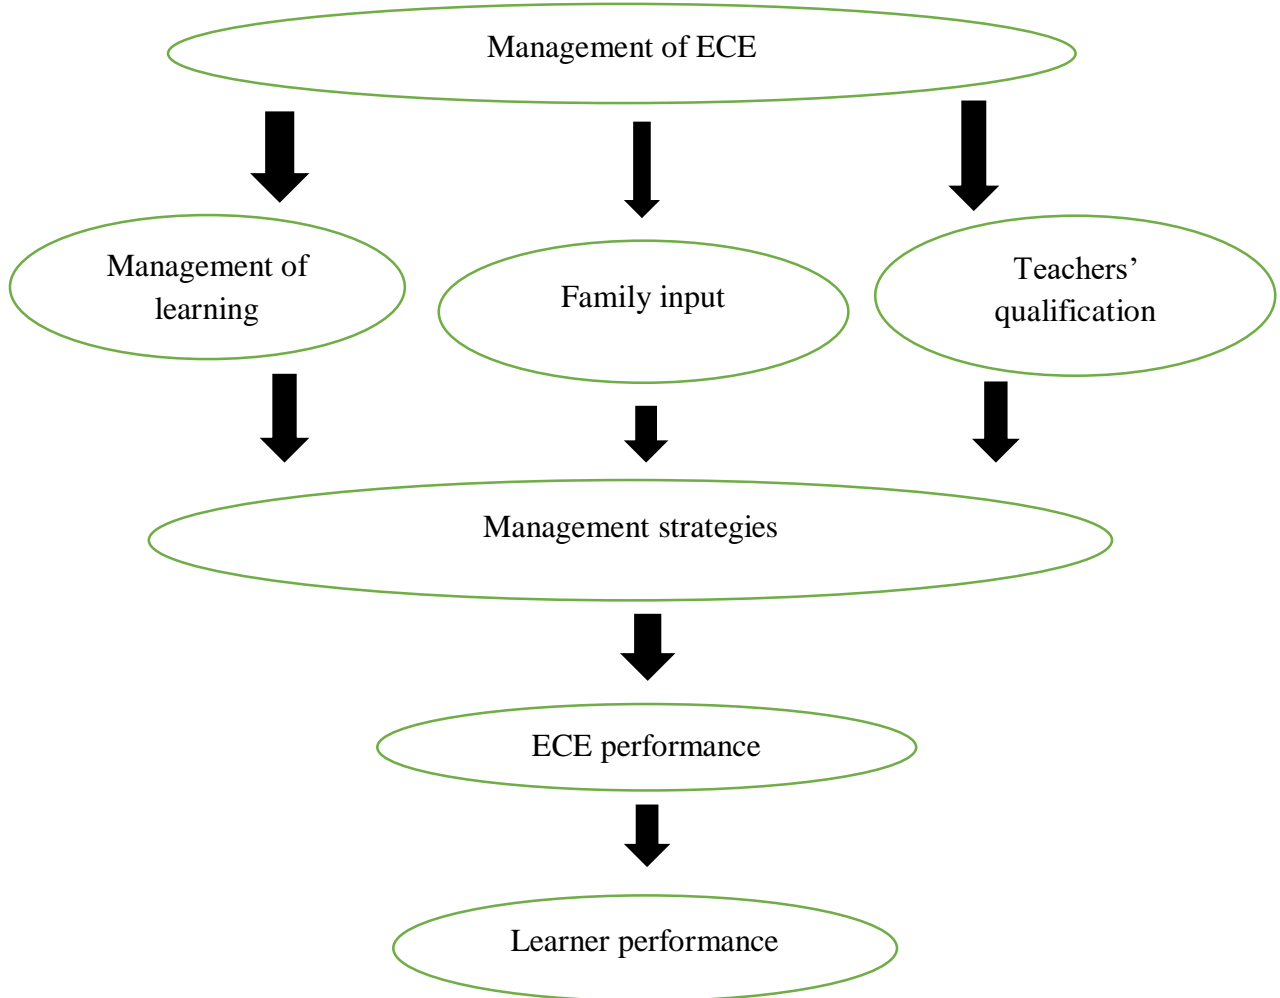 Management of ECE
Management of
learning
Family input
Teachers’
qualification
Management strategies
ECE performance
Learner performance